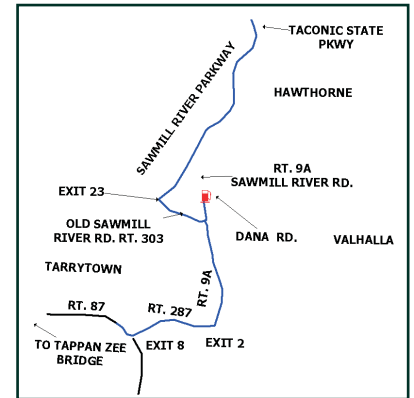 TACONIC STATE
PKWY
HAWTHORNE
SAWMILL RIVER PARKWAY
RT. 9A
SAWMILL RIVER RD.
EXIT 23
OLD SAWMILL
RIVER RD. RT. 303
DANA RD.
VALHALLA
TARRYTOWN
RT. 9A
RT. 87
RT. 287
TO TAPPAN ZEE
BRIDGE
EXIT 8
EXIT 2